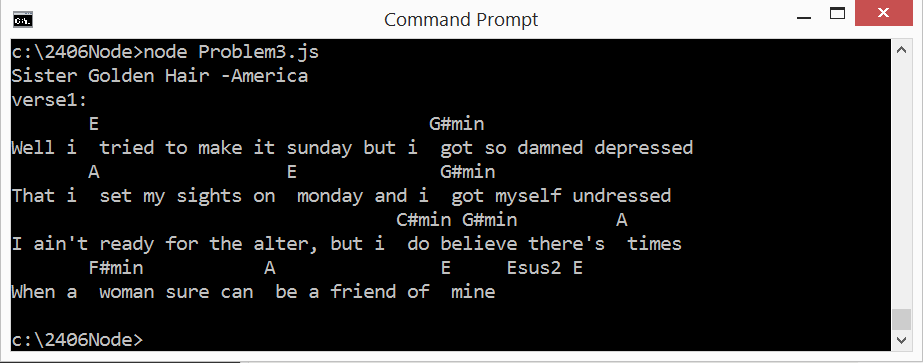 Command Prompt
c:\2406Node>node Problem3.js
Sister Golden Hair -America
verse1:
       E                              G#min
Well i  tried to make it sunday but i  got so damned depressed
       A                 E             G#min
That i  set my sights on  monday and i  got myself undressed
                                   C#min G#min         A
I ain't ready for the alter, but i  do believe there's  times
       F#min           A               E     Esus2 E
When a  woman sure can  be a friend of  mine
c:\2406Node>